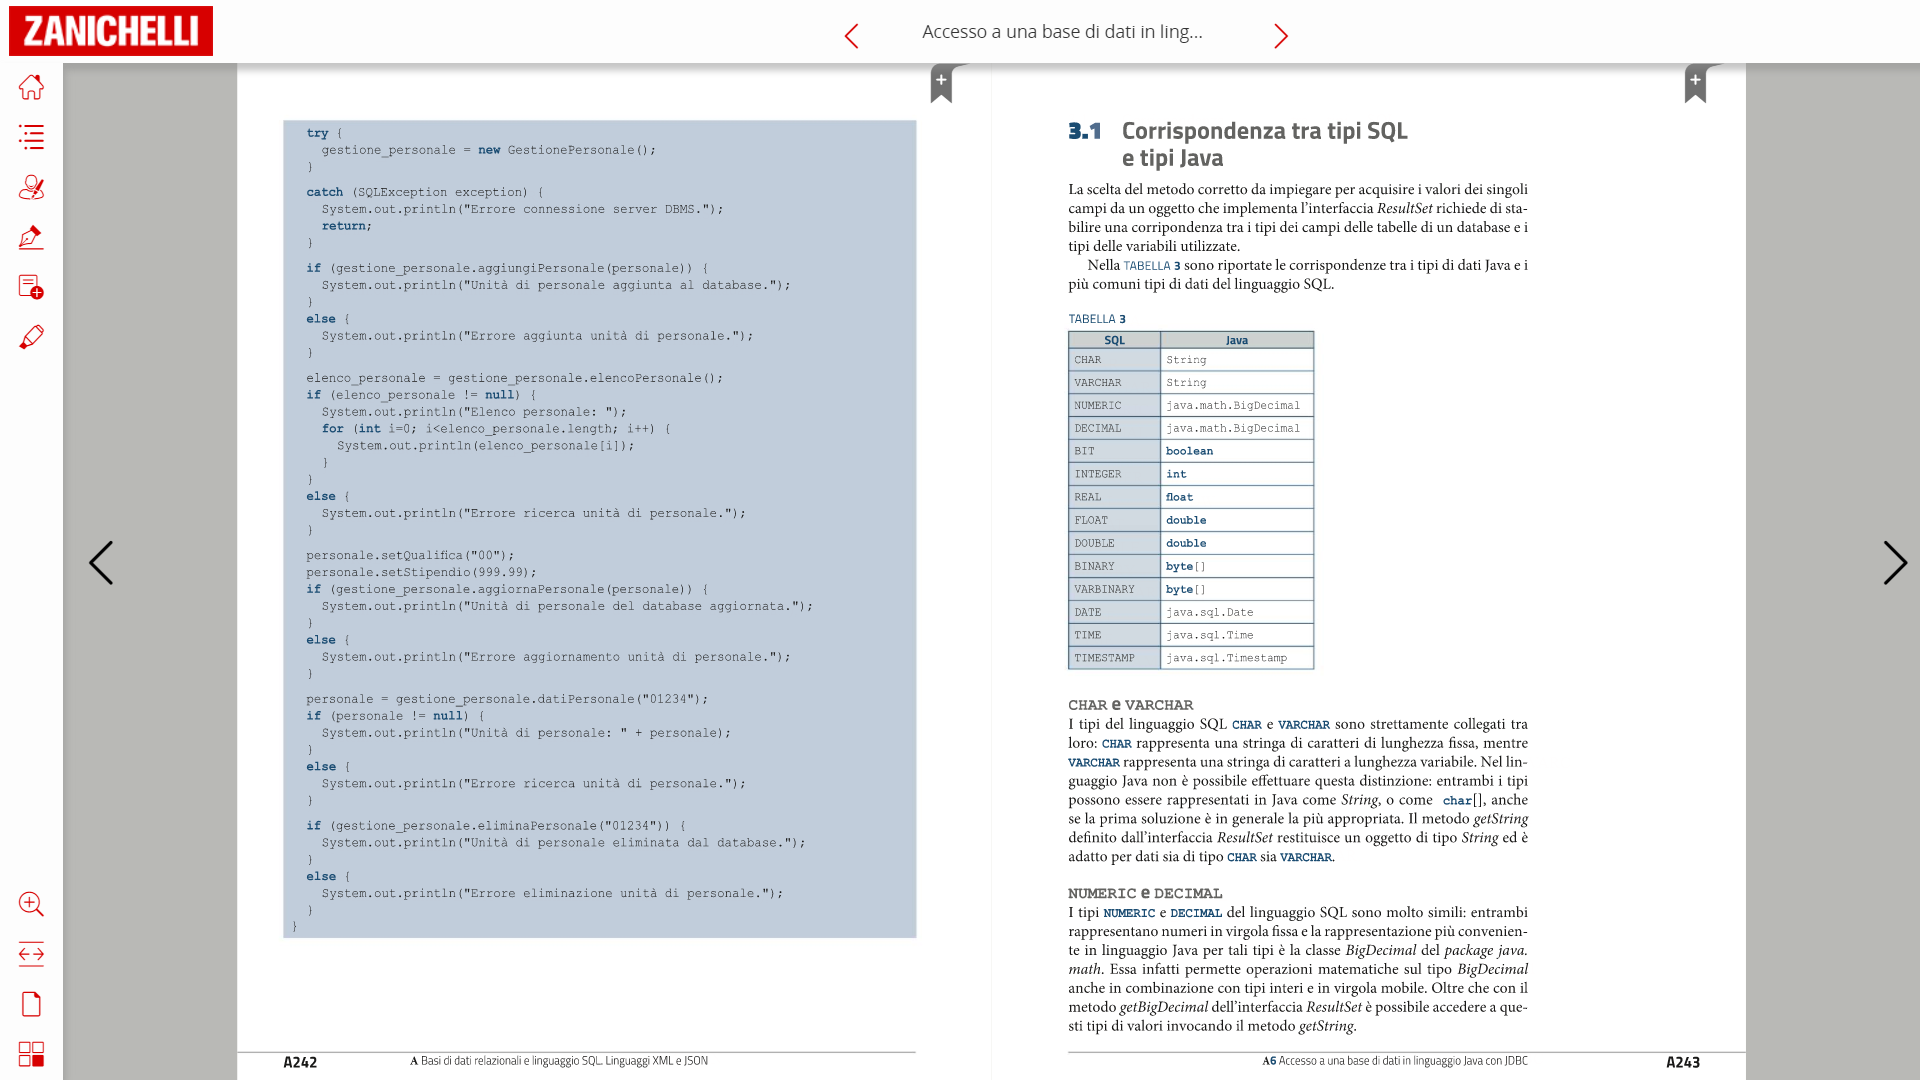 ZANICHELLI
Accesso a una base di dati in ling...
try {
gestione_personale = new GestionePersonale();
}
catch (SQLException exception) {
System.out.println("Errore connessione server DBMS.");
return;
}
if (gestione_personale.aggiungiPersonale(personale)) {
System.out.println("Unità di personale aggiunta al database.");
}
else {
System.out.println("Errore aggiunta unità di personale.");
}
elenco_personale = gestione_personale.elencoPersonale();
if (elenco_personale != null) {
System.out.println("Elenco personale: ");
for (int i=0; i<elenco_personale.length; i++) {
System.out.println(elenco_personale[i]);
}
}
else {
System.out.println("Errore ricerca unità di personale.");
}
personale.setQualifica("00");
personale.setStipendio(999.99);
if (gestione_personale.aggiornaPersonale(personale)) {
System.out.println("Unità di personale del database aggiornata.");
}
else {
System.out.println("Errore aggiornamento unità di personale.");
}
personale = gestione_personale.datiPersonale("01234");
if (personale != null) {
System.out.println("Unità di personale: " + personale);
}
else {
System.out.println("Errore ricerca unità di personale.");
}
if (gestione_personale.eliminaPersonale("01234")) {
System.out.println("Unità di personale eliminata dal database.");
}
else {
System.out.println("Errore eliminazione unità di personale.");
}
}
A242
A Basi di dati relazionali e linguaggio SQL. Linguaggi XML e JSON
3.1 Corrispondenza tra tipi SQL
e tipi Java
La scelta del metodo corretto da impiegare per acquisire i valori dei singoli
campi da un oggetto che implementa l'interfaccia ResultSet richiede di sta-
bilire una corripondenza tra i tipi dei campi delle tabelle di un database e i
tipi delle variabili utilizzate.
Nella TABELLA 3 sono riportate le corrispondenze tra i tipi di dati Java e i
più comuni tipi di dati del linguaggio SQL.
TABELLA 3
SQL Java
CHAR String
VARCHAR String
NUMERIC java.math.BigDecimal
DECIMAL java.math.BigDecimal
BIT boolean
INTEGER int
REAL float
FLOAT double
DOUBLE double
BINARY byte[]
VARBINARY byte[]
DATE java.sql.Date
TIME java.sql.Time
TIMESTAMP java.sql.Timestamp
CHAR e VARCHAR
I tipi del linguaggio SQL CHAR e VARCHAR sono strettamente collegati tra
loro: CHAR rappresenta una stringa di caratteri di lunghezza fissa, mentre
VARCHAR rappresenta una stringa di caratteri a lunghezza variabile. Nel lin-
guaggio Java non è possibile effettuare questa distinzione: entrambi i tipi
possono essere rappresentati in Java come String, o come char[], anche
se la prima soluzione è in generale la più appropriata. Il metodo getString
definito dall'interfaccia ResultSet restituisce un oggetto di tipo String ed è
adatto per dati sia di tipo CHAR sia VARCHAR.
NUMERIC e DECIMAL
I tipi NUMERIC e DECIMAL del linguaggio SQL sono molto simili: entrambi
rappresentano numeri in virgola fissa e la rappresentazione più convenien-
te in linguaggio Java per tali tipi è la classe BigDecimal del package java.
math. Essa infatti permette operazioni matematiche sul tipo BigDecimal
anche in combinazione con tipi interi e in virgola mobile. Oltre che con il
metodo getBigDecimal dell'interfaccia ResultSet è possibile accedere a que-
sti tipi di valori invocando il metodo getString.
A6 Accesso a una base di dati in linguaggio Java con JDBC
A243